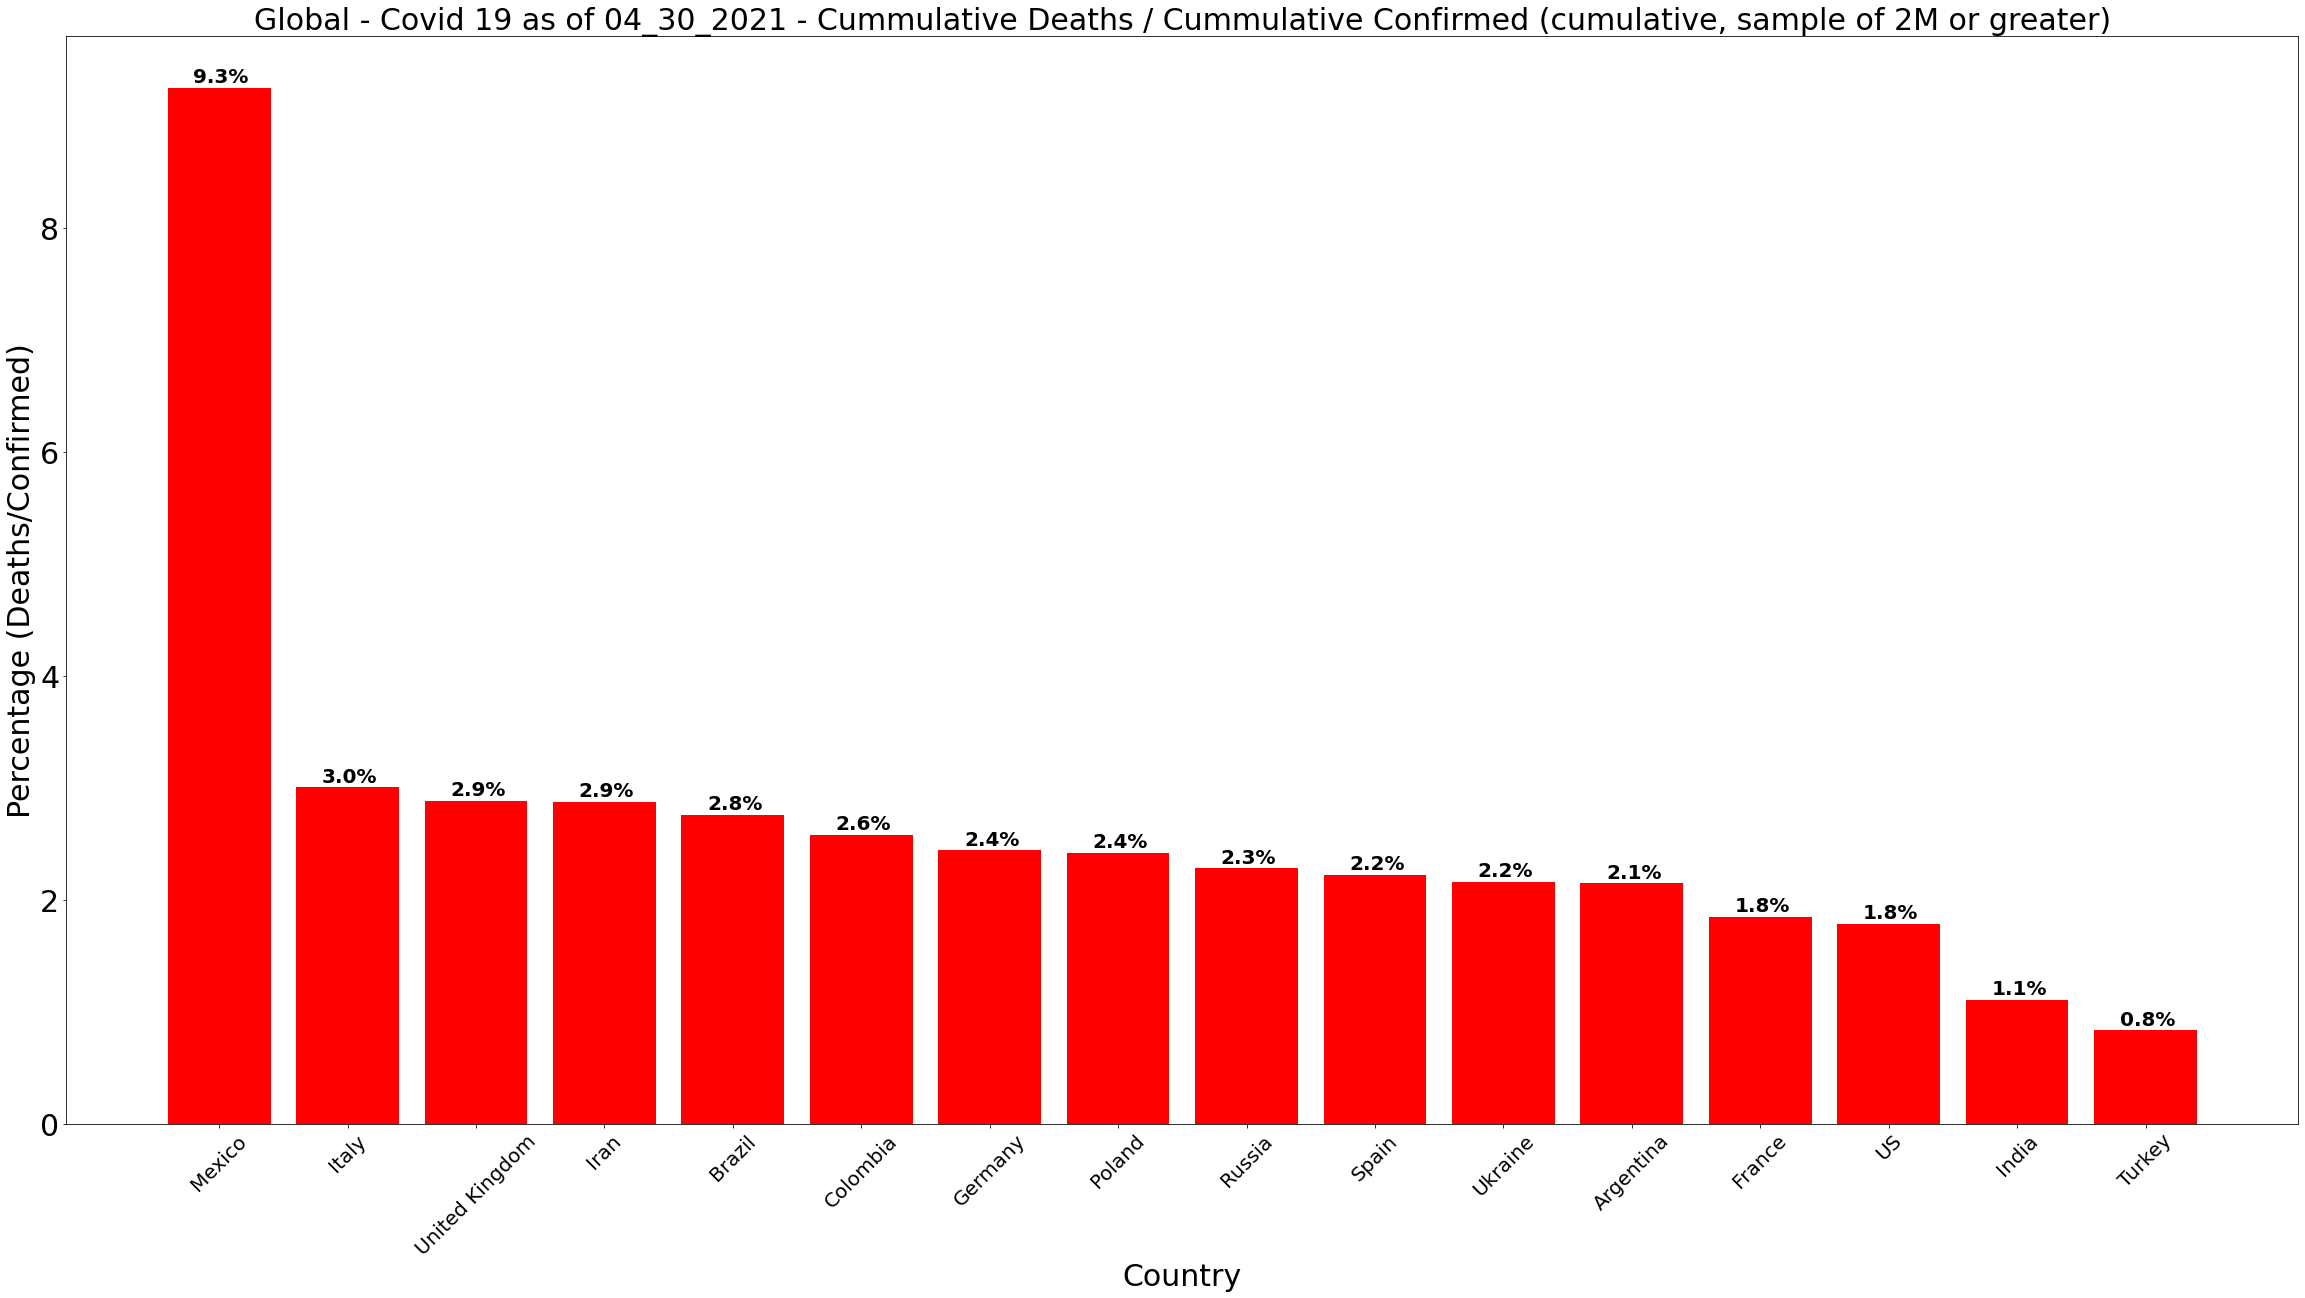 Global - Covid 19 as of 04_30_2021 - Cummulative Deaths / Cummulative Confirmed (cumulative, sample of 2M or greater)
Percentage (Deaths/Confirmed)
8
6
4
2
0
9.3%
3.0%
2.9%
2.9%
2.8%
2.6%
2.4%
2.4%
2.3%
2.2%
2.2%
2.1%
1.8%
1.8%
1.1%
0.8%
Mexico
Italy
United Kingdom
Iran
Brazil
Colombia
Germany
Poland
Russia
Spain
Ukraine
Argentina
France
US
India
Turkey
Country